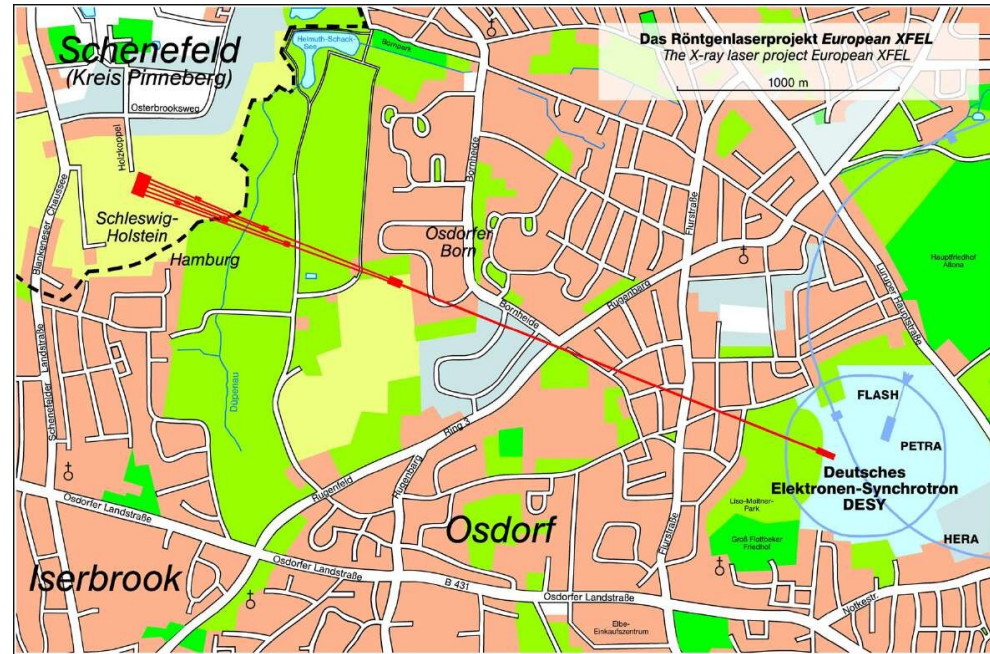 Schenefeld
(Kreis Pinneberg)
Helmuth-Schack-
See
Bornpark
Das Röntgenlaserprojekt European XFEL
The X-ray laser project European XFEL
1000 m
Osterbrooksweg
Holzkoppel
Blankeneser Chaussee
Bornheide
Flurstraße
Schleswig-
Holstein
Hamburg
Osdorfer
Born
Luruper Hauptstraße
Hauptfriedhof
Altona
Rugenbarg
Bornheide
Schenefelder Landstraße
Düpenau
FLASH
PETRA
Ring 3
Rugenbarg
Rugenfeld
Deutsches
Elektronen-Synchrotron
DESY
Lise-Meitner-
Park
Osdorfer Landstraße
Osdorf
Flurstraße
Groß Flottbeker
Friedhof
HERA
Iserbrook
Osdorfer Landstraße
B 431
Osdorfer Landstraße
Notkestr.
Elbe-
Einkaufszentrum